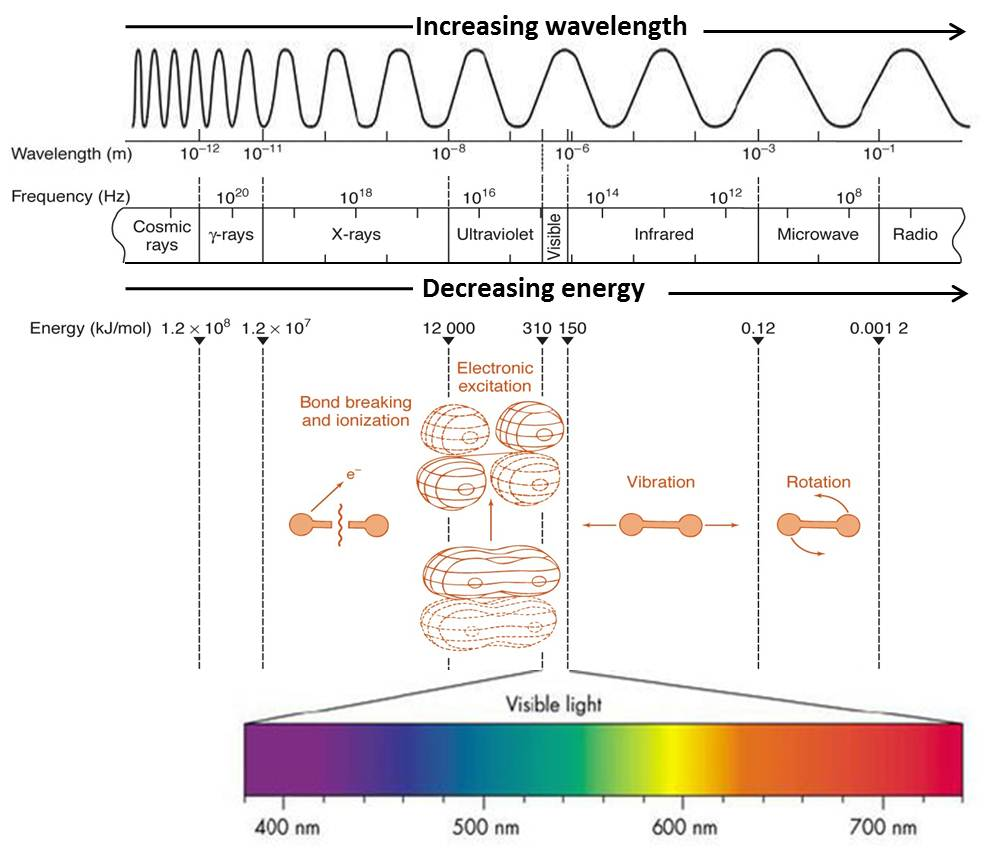 Increasing wavelength
Wavelength (m) 10⁻¹² 10⁻¹¹ 10⁻⁸ 10⁻⁶ 10⁻³ 10⁻¹
Frequency (Hz) 10²⁰ 10¹⁸ 10¹⁶ 10¹⁴ 10¹² 10⁸
Cosmic
rays
γ-rays
X-rays
Ultraviolet
Visible
Infrared
Microwave
Radio
Decreasing energy
Energy (kJ/mol) 1.2 × 10⁸ 1.2 × 10⁷ 12 000 310 150 0.12 0.001 2
Electronic
excitation
Bond breaking
and ionization
e⁻
Vibration
Rotation
Visible light
400 nm 500 nm 600 nm 700 nm